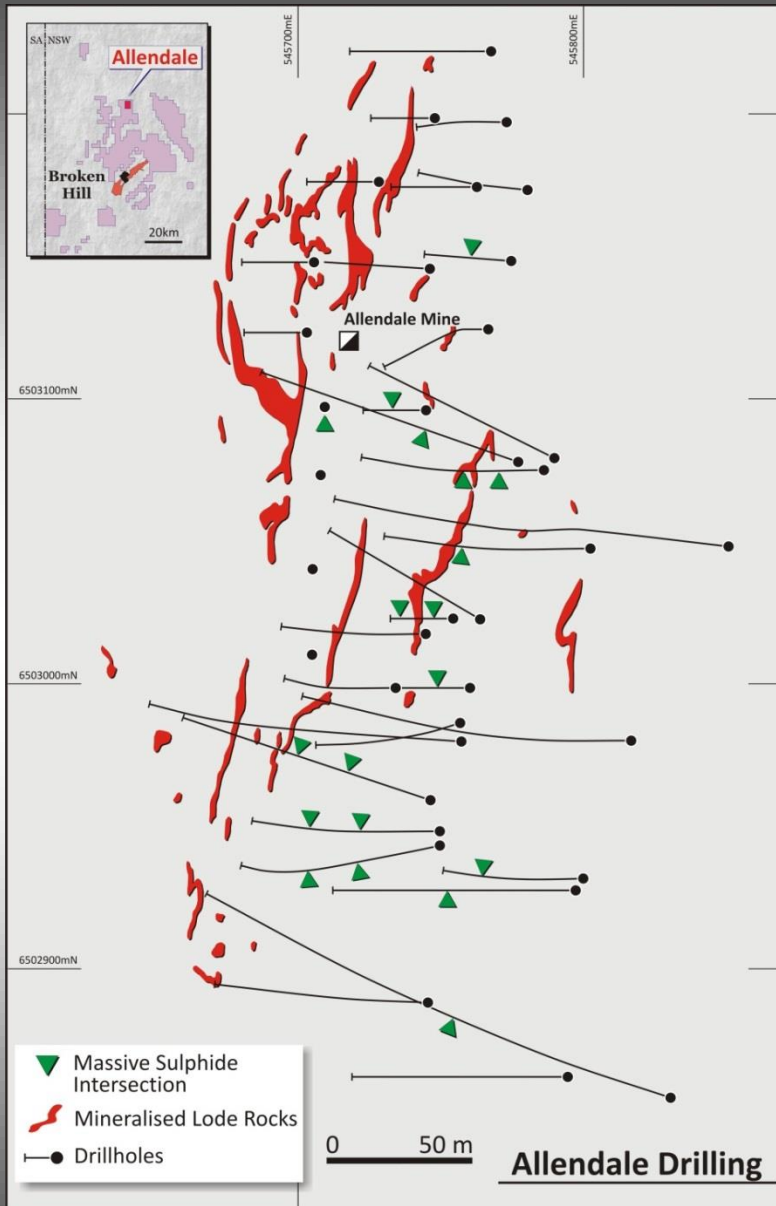 545700mE
545800mE
SA NSW
Allendale
Broken
Hill
20km
Allendale Mine
6503100mN
6503000mN
6502900mN
Massive Sulphide
Intersection
Mineralised Lode Rocks
Drillholes
0 50 m
Allendale Drilling